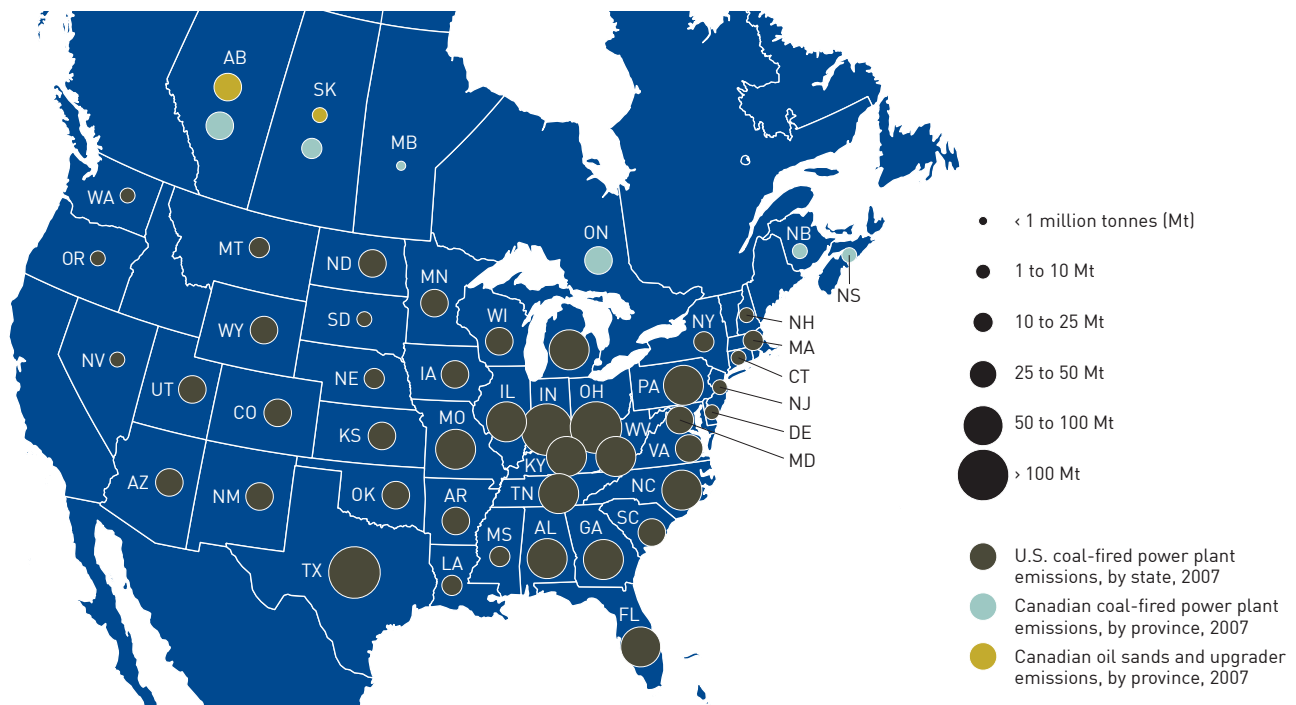 AB
SK
MB
WA
OR
MT
ND
MN
ON
NB
NS
SD
WI
WY
NY
NH
MA
CT
NJ
DE
MD
NV
UT
NE
IA
IL
IN
OH
PA
CO
KS
MO
WV
VA
KY
AZ
NM
OK
AR
TN
NC
SC
MS
AL
GA
TX
LA
FL
< 1 million tonnes (Mt)
1 to 10 Mt
10 to 25 Mt
25 to 50 Mt
50 to 100 Mt
> 100 Mt
U.S. coal-fired power plant
emissions, by state, 2007
Canadian coal-fired power plant
emissions, by province, 2007
Canadian oil sands and upgrader
emissions, by province, 2007